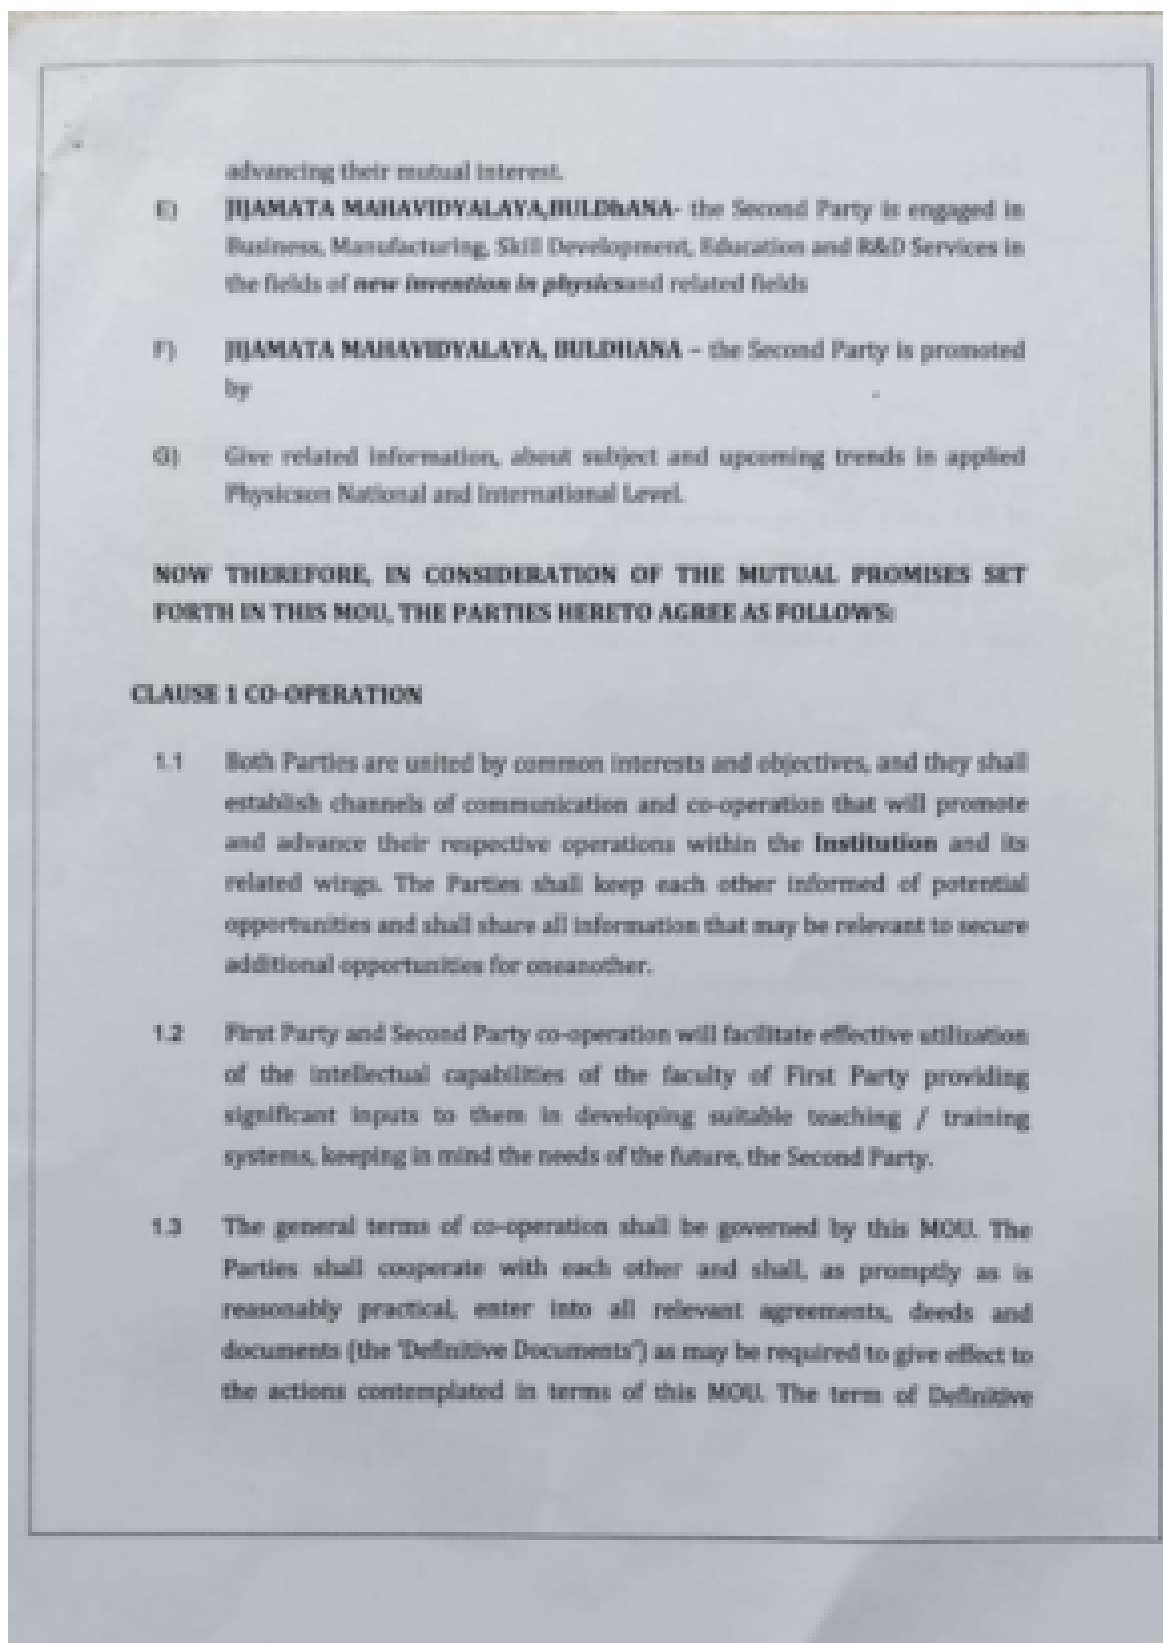 advancing their mutual interest.
E) JIJAMATA MAHAVIDYALAYA,BULDhANA- the Second Party is engaged in
Business, Manufacturing, Skill Development, Education and R&D Services in
the fields of new invention in physicsand related fields
F) JIJAMATA MAHAVIDYALAYA, BULDHANA – the Second Party is promoted
by
G) Give related information, about subject and upcoming trends in applied
Physicson National and International Level.
NOW THEREFORE, IN CONSIDERATION OF THE MUTUAL PROMISES SET
FORTH IN THIS MOU, THE PARTIES HERETO AGREE AS FOLLOWS:
CLAUSE 1 CO-OPERATION
1.1 Both Parties are united by common interests and objectives, and they shall
establish channels of communication and co-operation that will promote
and advance their respective operations within the Institution and its
related wings. The Parties shall keep each other informed of potential
opportunities and shall share all information that may be relevant to secure
additional opportunities for oneanother.
1.2 First Party and Second Party co-operation will facilitate effective utilization
of the intellectual capabilities of the faculty of First Party providing
significant inputs to them in developing suitable teaching / training
systems, keeping in mind the needs of the future, the Second Party.
1.3 The general terms of co-operation shall be governed by this MOU. The
Parties shall cooperate with each other and shall, as promptly as is
reasonably practical, enter into all relevant agreements, deeds and
documents (the 'Definitive Documents') as may be required to give effect to
the actions contemplated in terms of this MOU. The term of Definitive